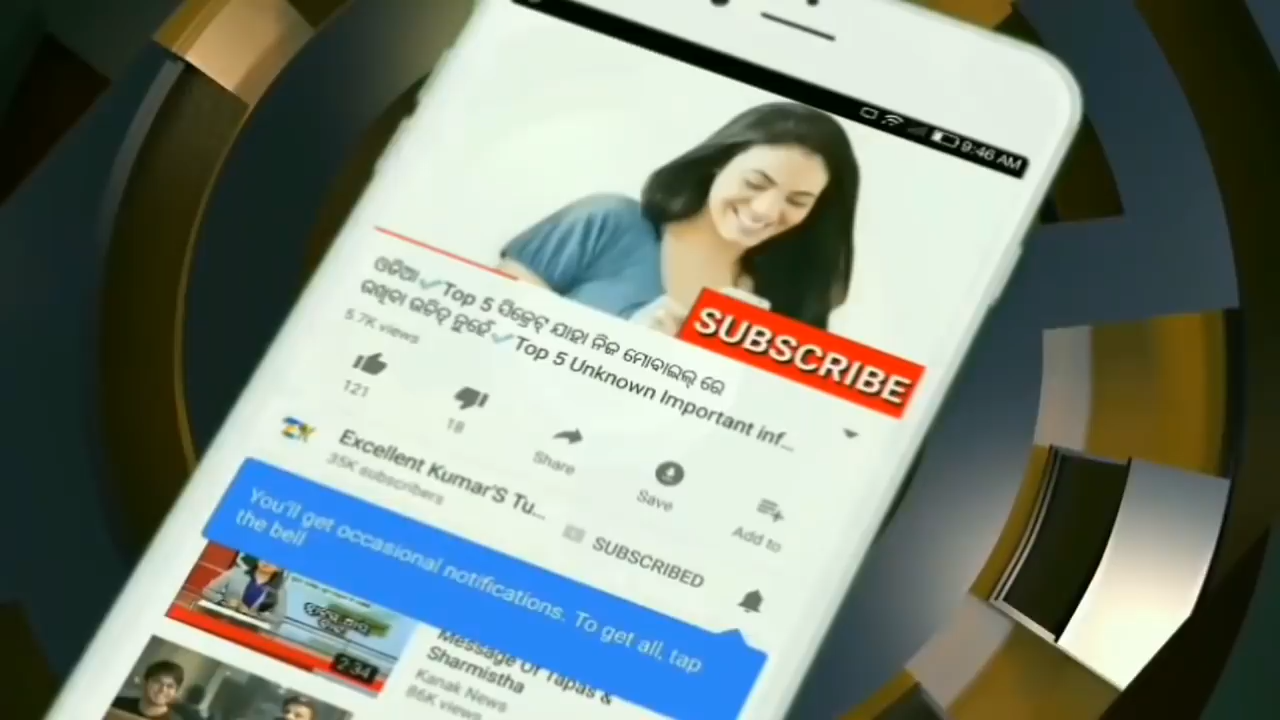 9:46 AM
SUBSCRIBE
ଓଡିଆ ✓Top 5 ସିକ୍ରେଟ୍ ଯାହା ନିଜ ମୋବାଇଲ୍ ରେ
ରଖିବା ଉଚିତ୍ ନୁହେଁ ✓Top 5 Unknown Important inf...
5.7K views
121
18
Share
Save
Add to
Excellent Kumar'S Tu...
35K subscribers
SUBSCRIBED
You'll get occasional notifications. To get all, tap
the bell
2:34
Message Of Tapas &
Sharmistha
Kanak News
86K views